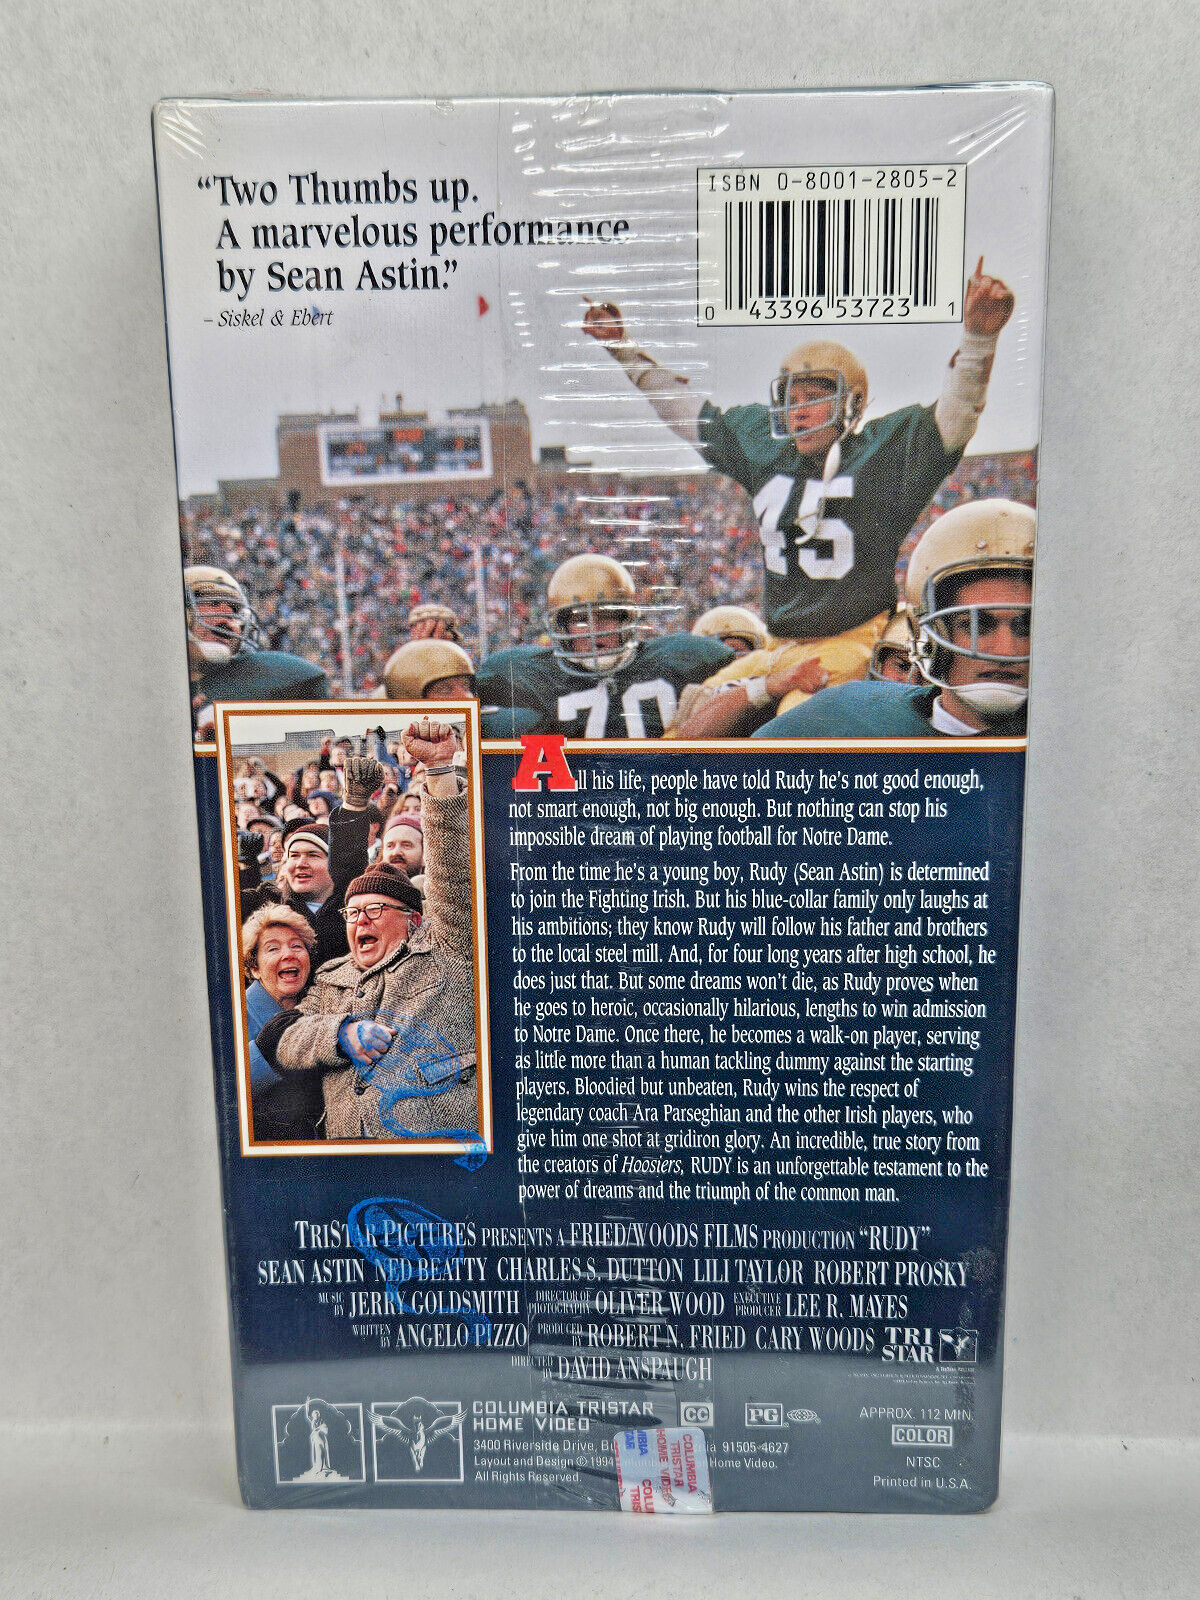 “Two Thumbs up.
A marvelous performance
by Sean Astin.”
– Siskel & Ebert
ISBN 0-8001-2805-2
0 43396 53723 1
45
70
All his life, people have told Rudy he's not good enough,
not smart enough, not big enough. But nothing can stop his
impossible dream of playing football for Notre Dame.
From the time he's a young boy, Rudy (Sean Astin) is determined
to join the Fighting Irish. But his blue-collar family only laughs at
his ambitions; they know Rudy will follow his father and brothers
to the local steel mill. And, for four long years after high school, he
does just that. But some dreams won't die, as Rudy proves when
he goes to heroic, occasionally hilarious, lengths to win admission
to Notre Dame. Once there, he becomes a walk-on player, serving
as little more than a human tackling dummy against the starting
players. Bloodied but unbeaten, Rudy wins the respect of
legendary coach Ara Parseghian and the other Irish players, who
give him one shot at gridiron glory. An incredible, true story from
the creators of Hoosiers, RUDY is an unforgettable testament to the
power of dreams and the triumph of the common man.
TRISTAR PICTURES PRESENTS A FRIED/WOODS FILMS PRODUCTION “RUDY”
SEAN ASTIN NED BEATTY CHARLES S. DUTTON LILI TAYLOR ROBERT PROSKY
MUSIC BY JERRY GOLDSMITH DIRECTOR OF PHOTOGRAPHY OLIVER WOOD EXECUTIVE PRODUCER LEE R. MAYES
WRITTEN BY ANGELO PIZZO PRODUCED BY ROBERT N. FRIED CARY WOODS TRI STAR
DIRECTED BY DAVID ANSPAUGH
COLUMBIA TRISTAR
HOME VIDEO
CC
PG
3400 Riverside Drive, 91505-4627
Layout and Design © 1994 Home Video.
All Rights Reserved.
COLUMBIA
TRISTAR
HOME VIDEO
APPROX. 112 MIN.
COLOR
NTSC
Printed in U.S.A.